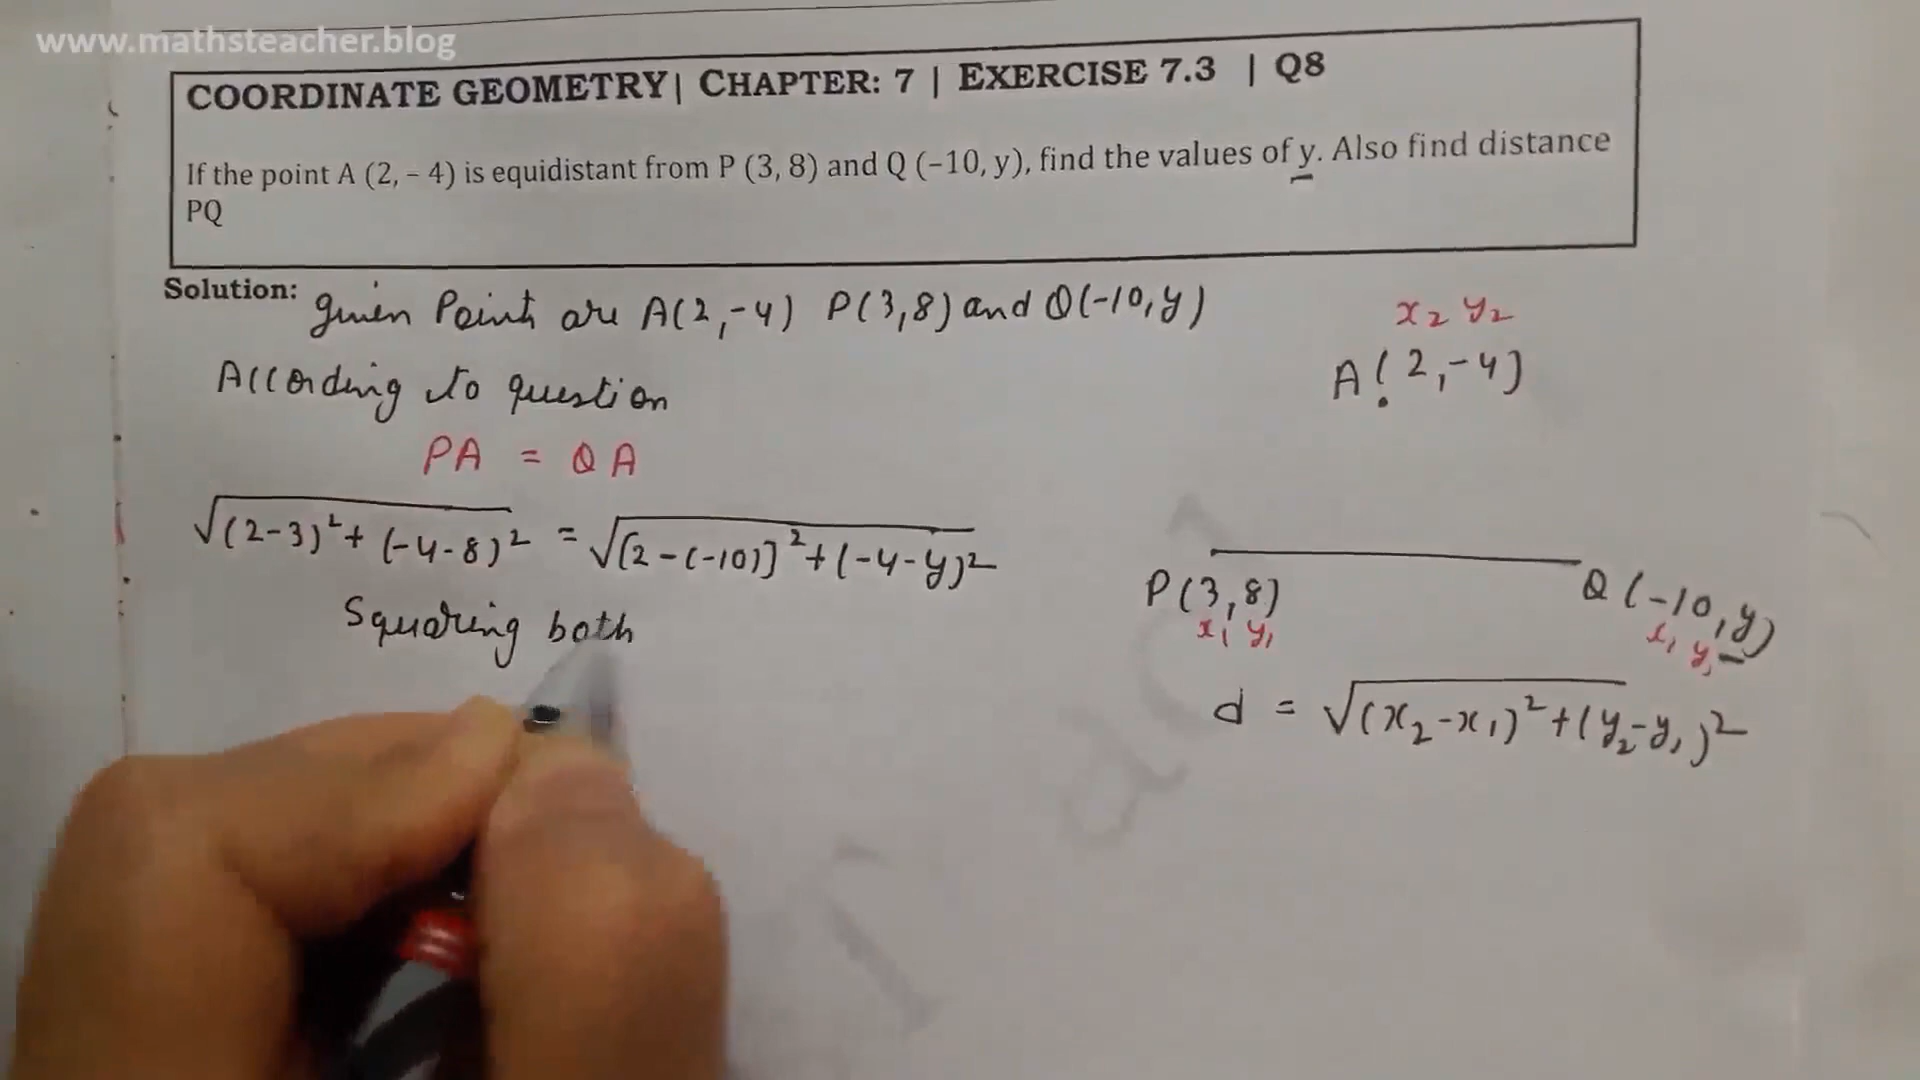 www.mathsteacher.blog
COORDINATE GEOMETRY| CHAPTER: 7 | EXERCISE 7.3 | Q8
If the point A (2, – 4) is equidistant from P (3, 8) and Q (–10, y), find the values of y. Also find distance
PQ
Solution: given Point are A(2,-4) P(3,8) and Q(-10,y)
According to question
PA = QA
√(2-3)²+(-4-8)² = √[2-(-10)]²+(-4-y)²
Squaring both
x₂ y₂
A(2,-4)
P(3,8) Q(-10,y)
x₁ y₁ x₁ y₁
d = √(x₂-x₁)²+(y₂-y₁)²